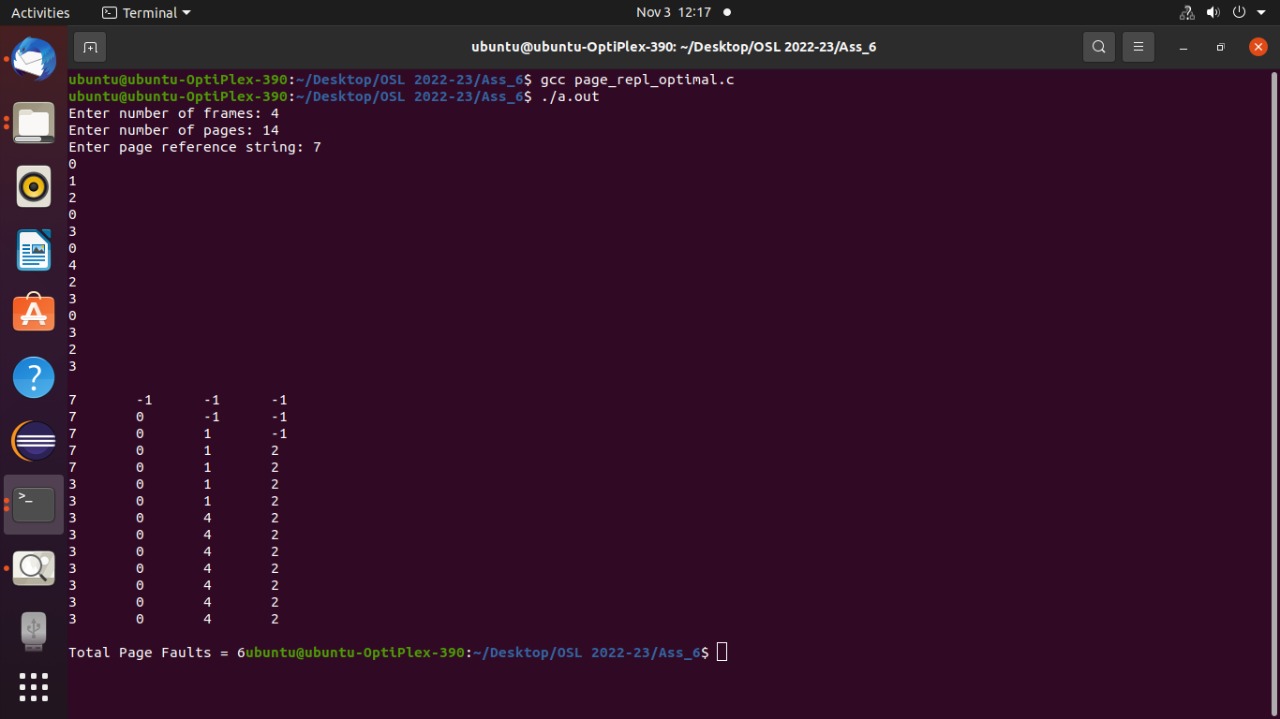 Activities Terminal Nov 3 12:17
ubuntu@ubuntu-OptiPlex-390: ~/Desktop/OSL 2022-23/Ass_6
ubuntu@ubuntu-OptiPlex-390:~/Desktop/OSL 2022-23/Ass_6$ gcc page_repl_optimal.c
ubuntu@ubuntu-OptiPlex-390:~/Desktop/OSL 2022-23/Ass_6$ ./a.out
Enter number of frames: 4
Enter number of pages: 14
Enter page reference string: 7
0
1
2
0
3
0
4
2
3
0
3
2
3
7 -1 -1 -1
7 0 -1 -1
7 0 1 -1
7 0 1 2
7 0 1 2
3 0 1 2
3 0 1 2
3 0 4 2
3 0 4 2
3 0 4 2
3 0 4 2
3 0 4 2
3 0 4 2
3 0 4 2
Total Page Faults = 6ubuntu@ubuntu-OptiPlex-390:~/Desktop/OSL 2022-23/Ass_6$